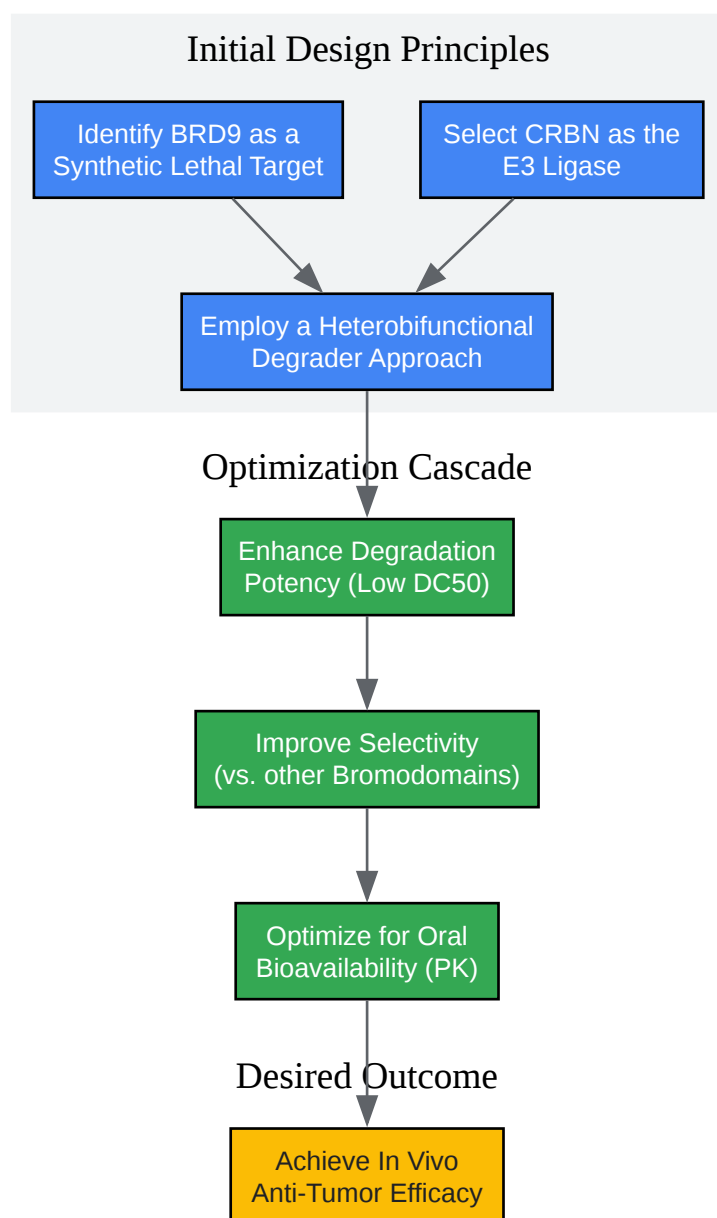 Initial Design Principles
Identify BRD9 as a
Synthetic Lethal Target
Select CRBN as the
E3 Ligase
Employ a Heterobifunctional
Degrader Approach
Optimization Cascade
Enhance Degradation
Potency (Low DC50)
Improve Selectivity
(vs. other Bromodomains)
Optimize for Oral
Bioavailability (PK)
Desired Outcome
Achieve In Vivo
Anti-Tumor Efficacy